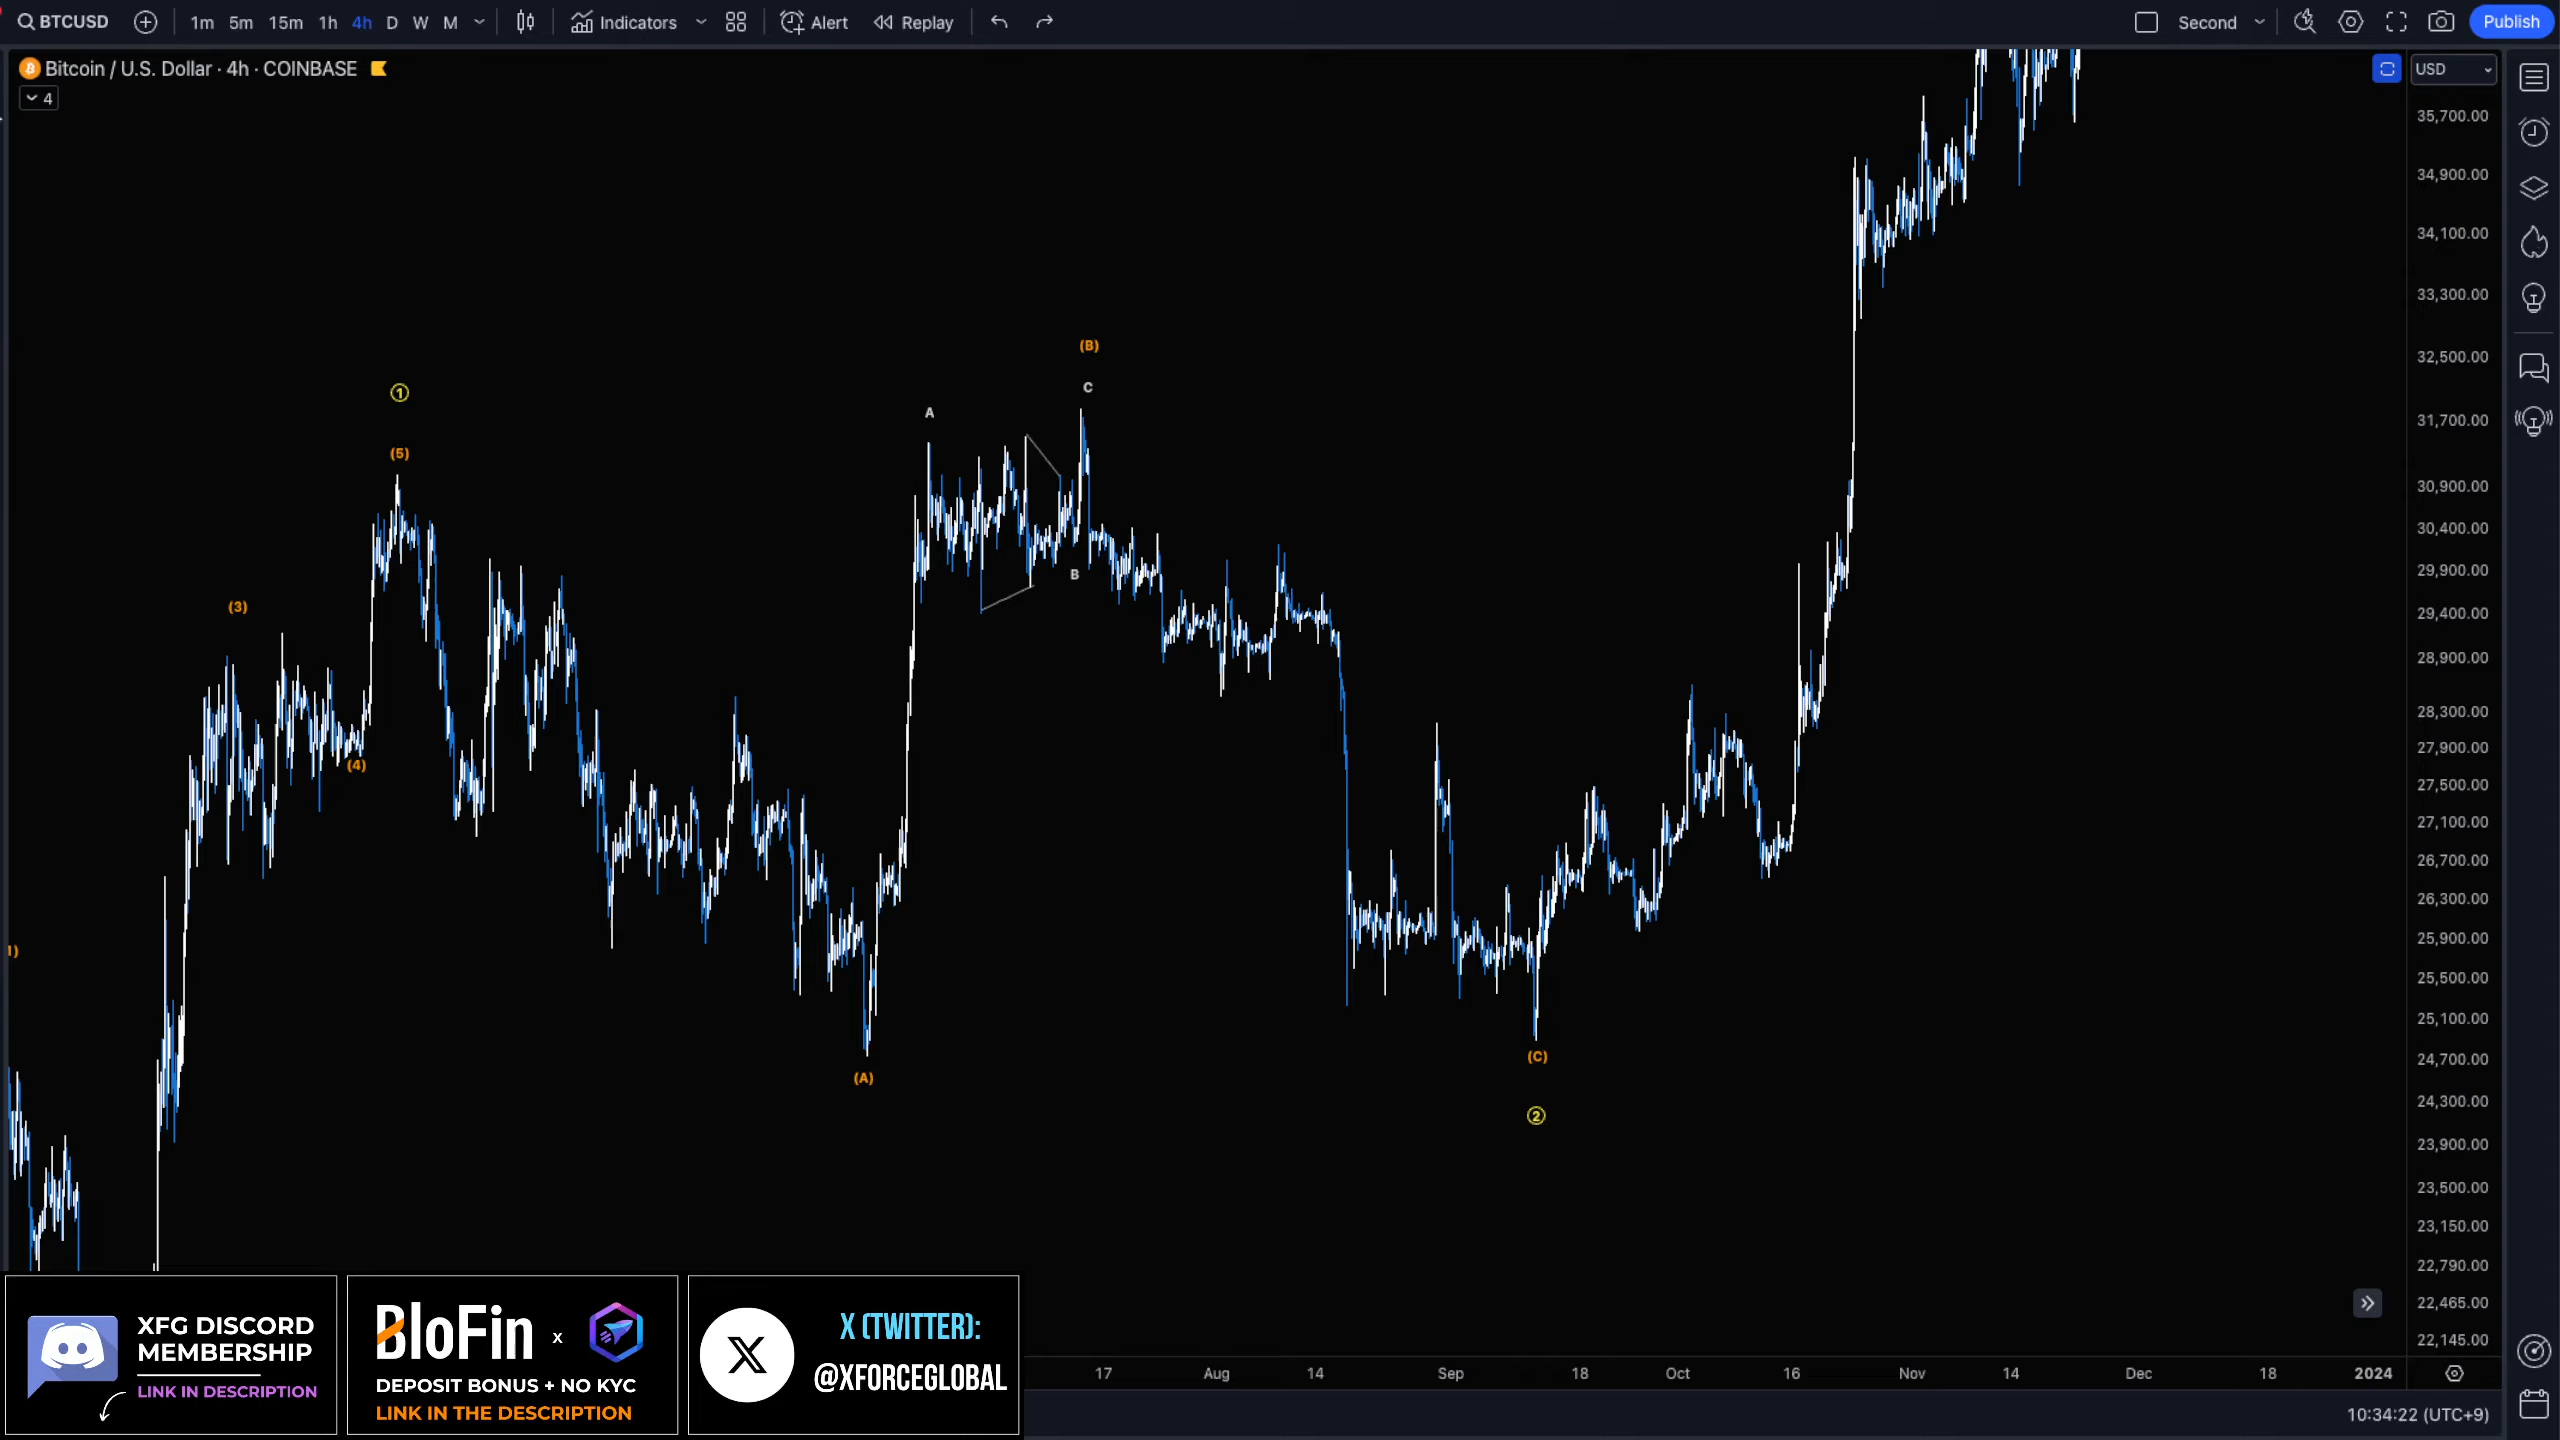 BTCUSD 1m 5m 15m 1h 4h D W M Indicators Alert Replay Second Publish
Bitcoin / U.S. Dollar · 4h · COINBASE USD
4
35,700.00
34,900.00
34,100.00
33,300.00
32,500.00
31,700.00
30,900.00
30,400.00
29,900.00
29,400.00
28,900.00
28,300.00
27,900.00
27,500.00
27,100.00
26,700.00
26,300.00
25,900.00
25,500.00
25,100.00
24,700.00
24,300.00
23,900.00
23,500.00
23,150.00
22,790.00
22,465.00
22,145.00
(B)
C
1
A
(5)
B
(3)
(4)
1)
(C)
(A)
2
XFG DISCORD
MEMBERSHIP
LINK IN DESCRIPTION
BloFin x
DEPOSIT BONUS + NO KYC
LINK IN THE DESCRIPTION
X (TWITTER):
@XFORCEGLOBAL
17 Aug 14 Sep 18 Oct 16 Nov 14 Dec 18 2024
10:34:22 (UTC+9)